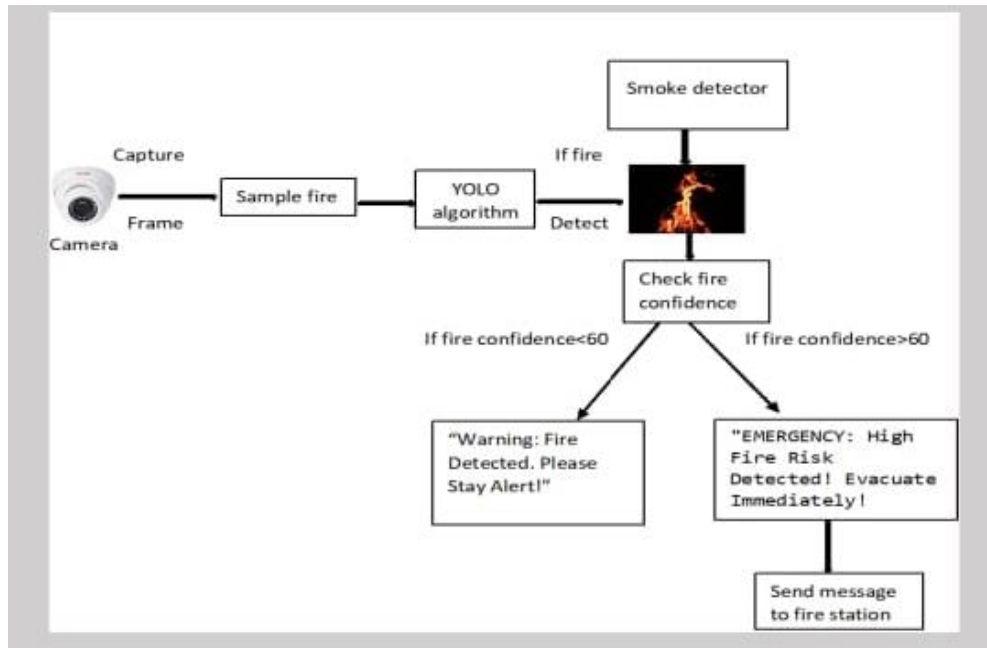 Smoke detector
Capture
If fire
Sample fire
YOLO
algorithm
Frame
Detect
Camera
Check fire
confidence
If fire confidence<60
If fire confidence>60
"Warning: Fire
Detected. Please
Stay Alert!"
"EMERGENCY: High
Fire Risk
Detected! Evacuate
Immediately!
Send message
to fire station